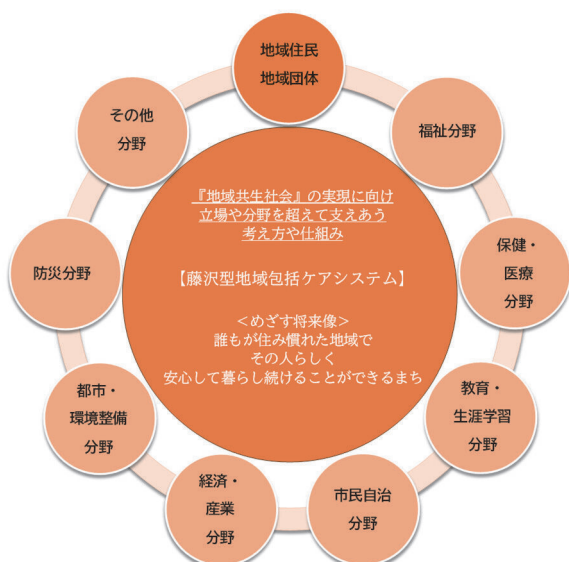 地域住民
地域団体
福祉分野
保健・
医療
分野
教育・
生涯学習
分野
市民自治
分野
経済・
産業
分野
都市・
環境整備
分野
防災分野
その他
分野
『地域共生社会』の実現に向け
立場や分野を超えて支えあう
考え方や仕組み
【藤沢型地域包括ケアシステム】
＜めざす将来像＞
誰もが住み慣れた地域で
その人らしく
安心して暮らし続けることができるまち